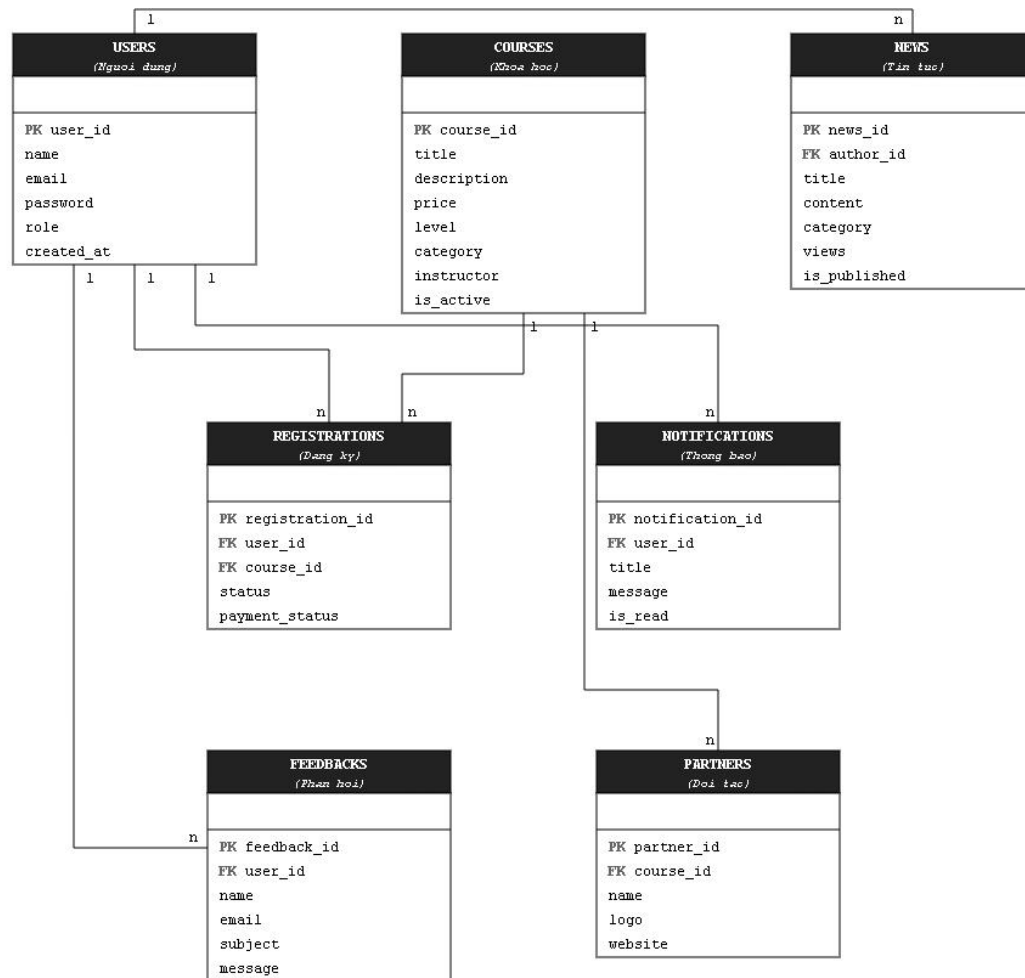 1
n
USERS
(Nguoi dung)
PK user_id
name
email
password
role
created_at
1
1
1
COURSES
(Khoa hoc)
PK course_id
title
description
price
level
category
instructor
is_active
1
1
NEWS
(Tin tuc)
PK news_id
FK author_id
title
content
category
views
is_published
n
n
REGISTRATIONS
(Dang ky)
PK registration_id
FK user_id
FK course_id
status
payment_status
n
NOTIFICATIONS
(Thong bao)
PK notification_id
FK user_id
title
message
is_read
n
FEEDBACKS
(Phan hoi)
PK feedback_id
FK user_id
name
email
subject
message
n
PARTNERS
(Doi tac)
PK partner_id
FK course_id
name
logo
website